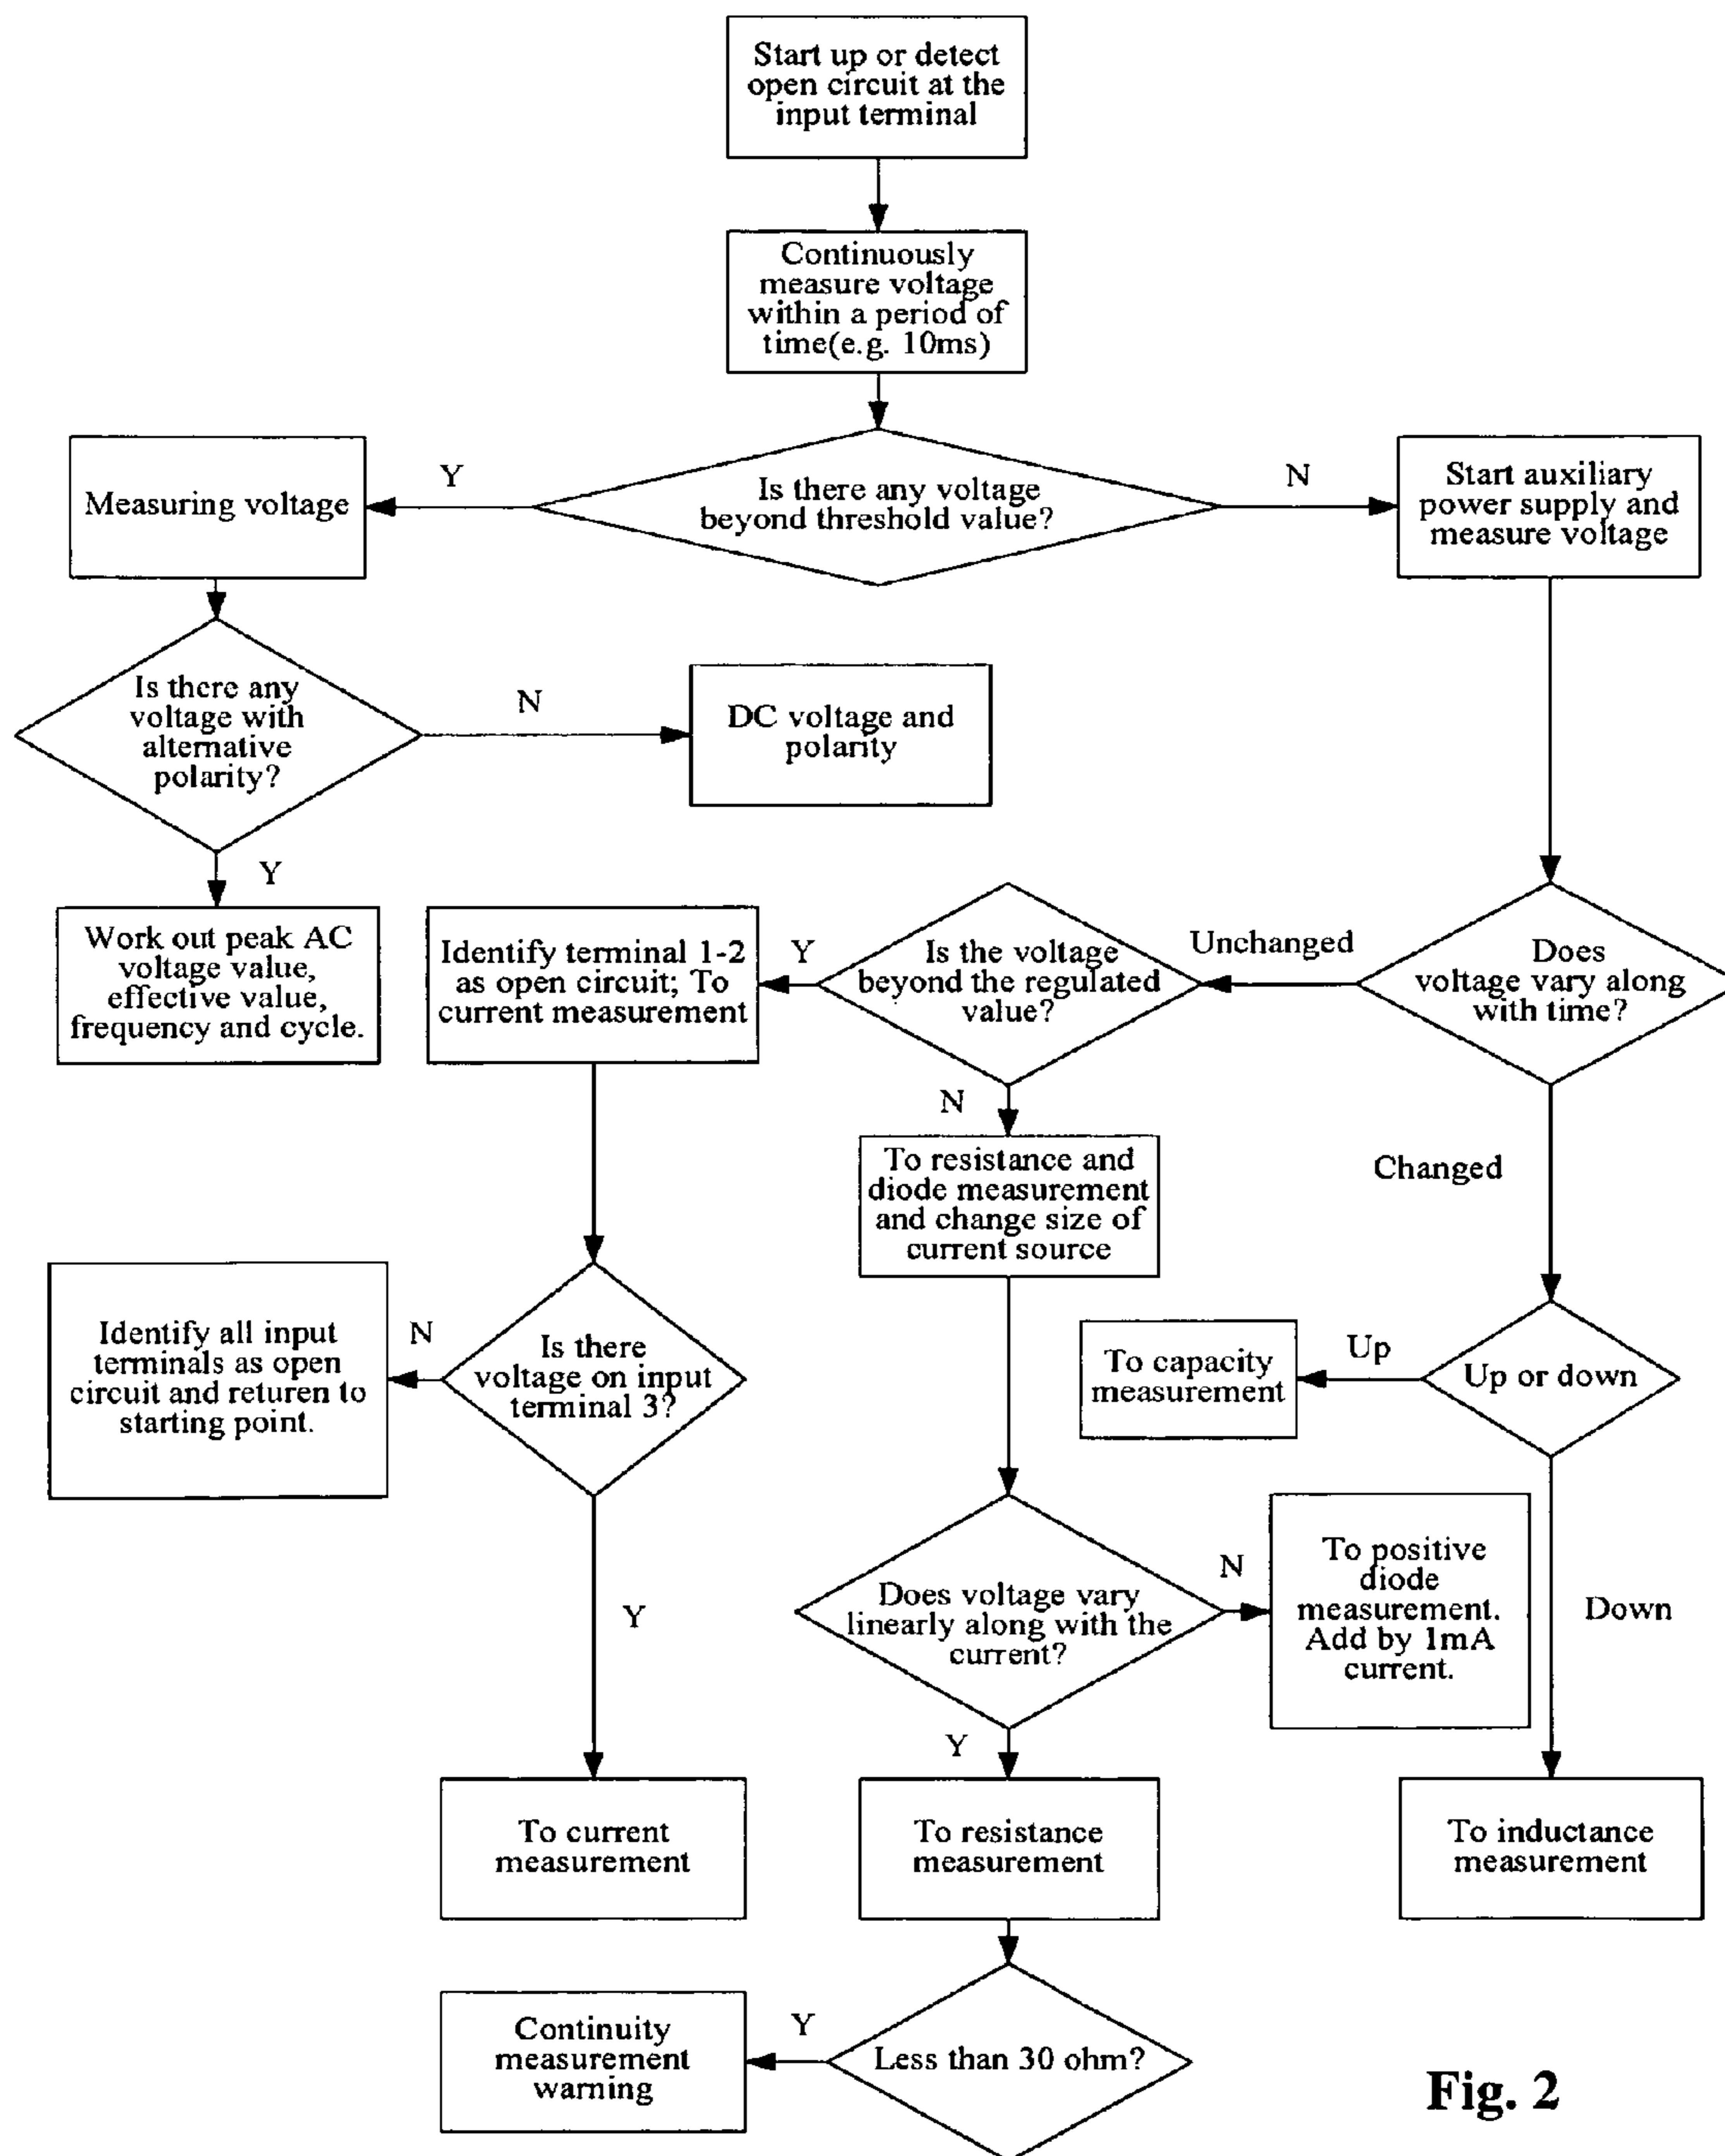 Start up or detect
open circuit at the
input terminal
Continuously
measure voltage
within a period of
time(e.g. 10ms)
Is there any voltage
beyond threshold value?
Y
N
Measuring voltage
Start auxiliary
power supply and
measure voltage
Is there any
voltage with
alternative
polarity?
N
DC voltage and
polarity
Y
Work out peak AC
voltage value,
effective value,
frequency and cycle.
Does
voltage vary along
with time?
Unchanged
Is the voltage
beyond the regulated
value?
Y
Identify terminal 1-2
as open circuit; To
current measurement
N
To resistance and
diode measurement
and change size of
current source
Changed
Up or down
Up
To capacity
measurement
Is there
voltage on input
terminal 3?
N
Identify all input
terminals as open
circuit and returen to
starting point.
Y
To current
measurement
Does voltage vary
linearly along with the
current?
N
To positive
diode
measurement.
Add by 1mA
current.
Down
To inductance
measurement
Y
To resistance
measurement
Less than 30 ohm?
Y
Continuity
measurement
warning
Fig. 2